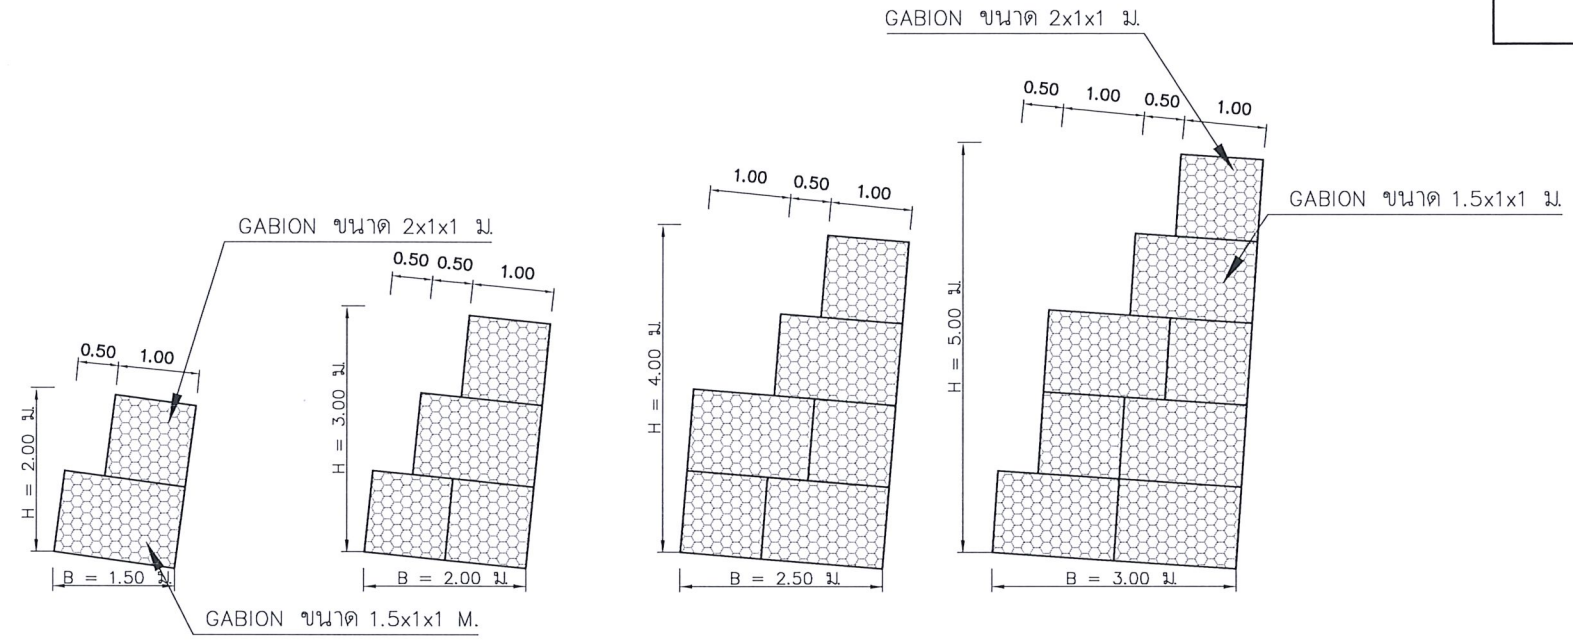 GABION ขนาด 2x1x1 ม.
0.50 1.00 0.50 1.00
GABION ขนาด 1.5x1x1 ม.
H = 5.00 ม.
B = 3.00 ม.
1.00 0.50 1.00
H = 4.00 ม.
B = 2.50 ม.
GABION ขนาด 2x1x1 ม.
0.50 0.50 1.00
H = 3.00 ม.
B = 2.00 ม.
0.50 1.00
H = 2.00 ม.
B = 1.50 ม.
GABION ขนาด 1.5x1x1 M.